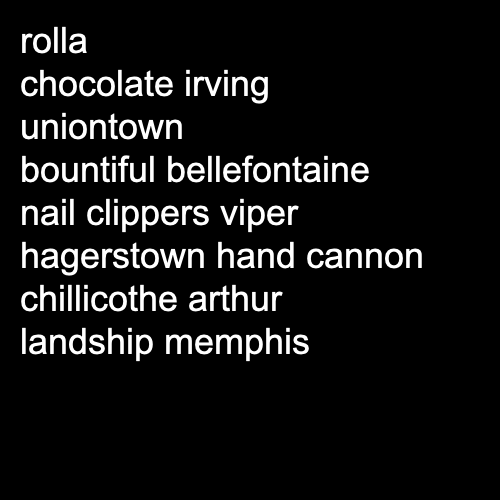 rolla
chocolate irving
uniontown
bountiful bellefontaine
nail clippers viper
hagerstown hand cannon
chillicothe arthur
landship memphis